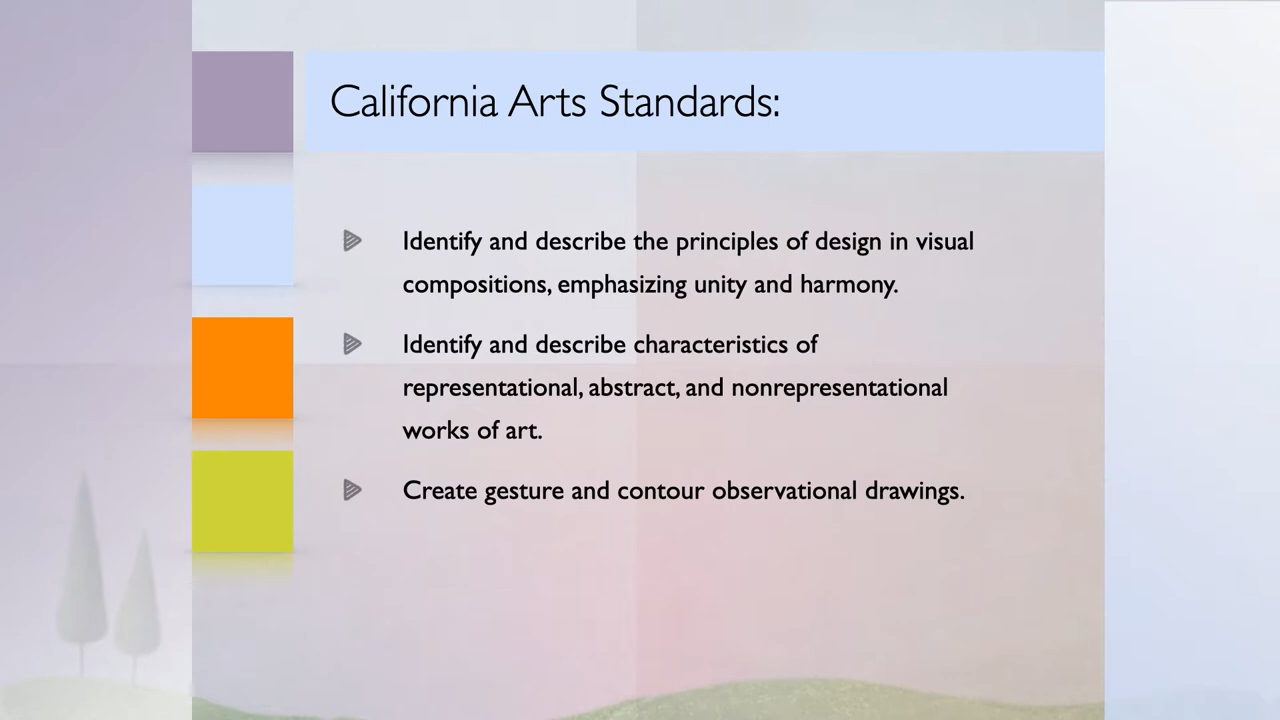 California Arts Standards:
Identify and describe the principles of design in visual
compositions, emphasizing unity and harmony.
Identify and describe characteristics of
representational, abstract, and nonrepresentational
works of art.
Create gesture and contour observational drawings.